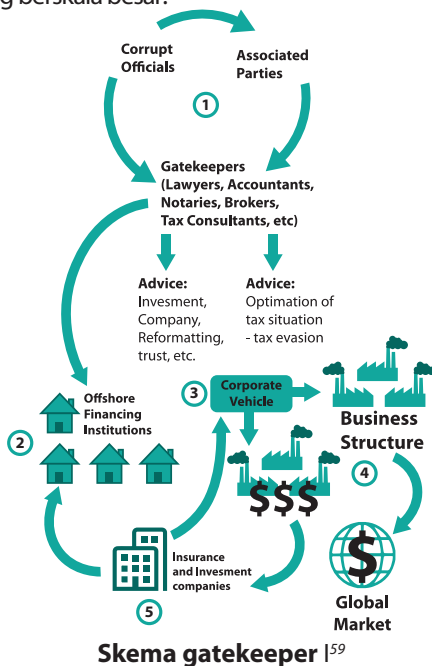 g berskala besar.
Corrupt
Officials
Associated
Parties
1
Gatekeepers
(Lawyers, Accountants,
Notaries, Brokers,
Tax Consultants, etc)
Advice:
Invesment,
Company,
Reformatting,
trust, etc.
Advice:
Optimation of
tax situation
- tax evasion
2
Offshore
Financing
Institutions
3
Corporate
Vehicle
$$$
Business
Structure
4
$
Global
Market
Insurance
and Invesment
companies
5
Skema gatekeeper |59